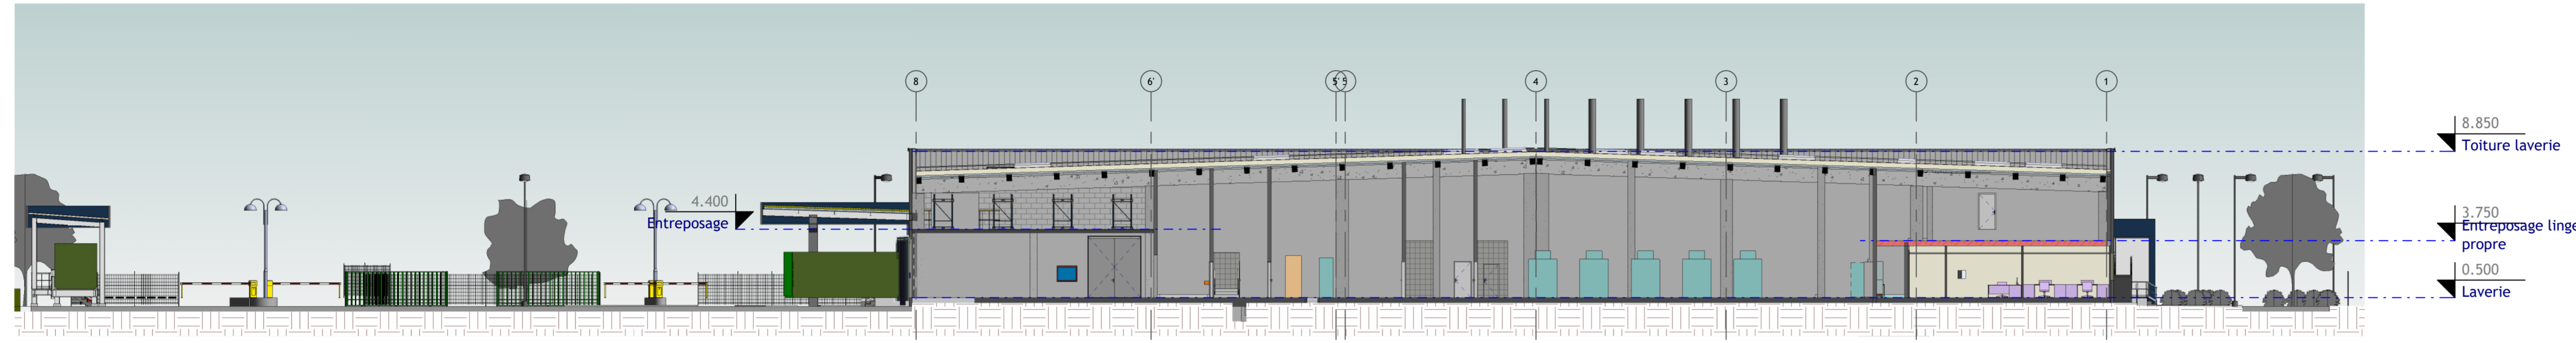 8
6'
5'
5
4
3
2
1
8.850
Toiture laverie
4.400
Entreposage
3.750
Entreposage linge
propre
0.500
Laverie